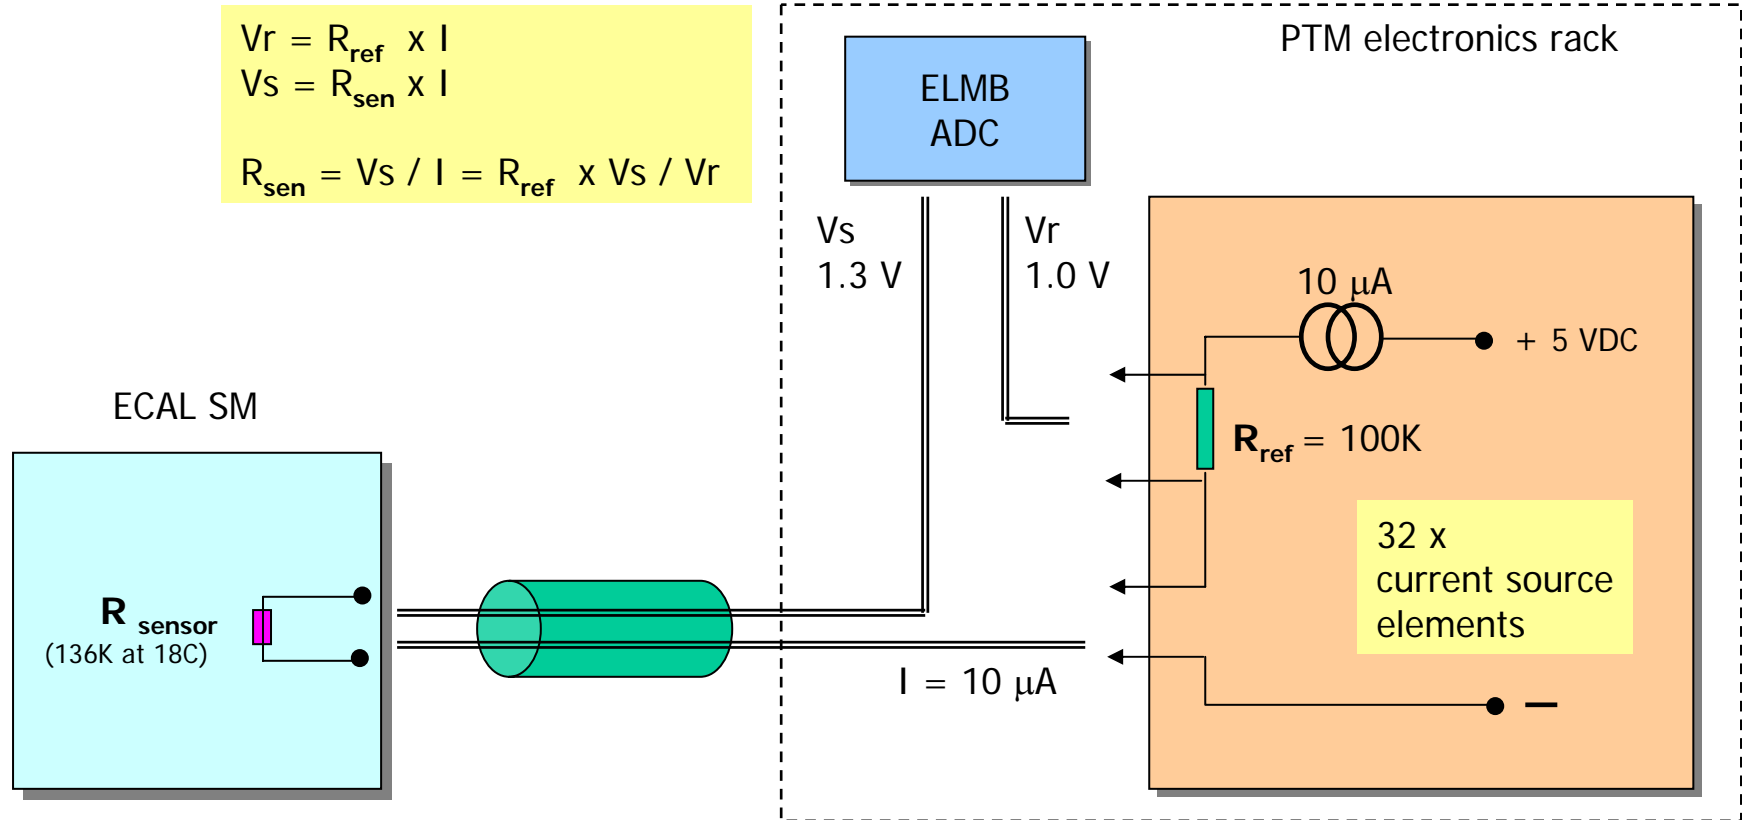 Vr = Rref x I
Vs = Rsen x I
Rsen = Vs / I = Rref x Vs / Vr
PTM electronics rack
ELMB
ADC
Vs
1.3 V
Vr
1.0 V
10 μA
+ 5 VDC
Rref = 100K
32 x
current source
elements
–
ECAL SM
R sensor
(136K at 18C)
I = 10 μA